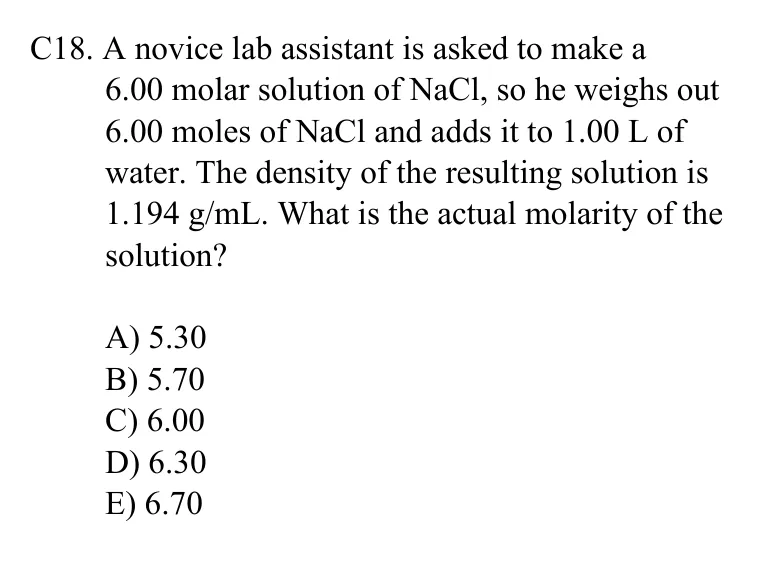 C18. A novice lab assistant is asked to make a
6.00 molar solution of NaCl, so he weighs out
6.00 moles of NaCl and adds it to 1.00 L of
water. The density of the resulting solution is
1.194 g/mL. What is the actual molarity of the
solution?
A) 5.30
B) 5.70
C) 6.00
D) 6.30
E) 6.70